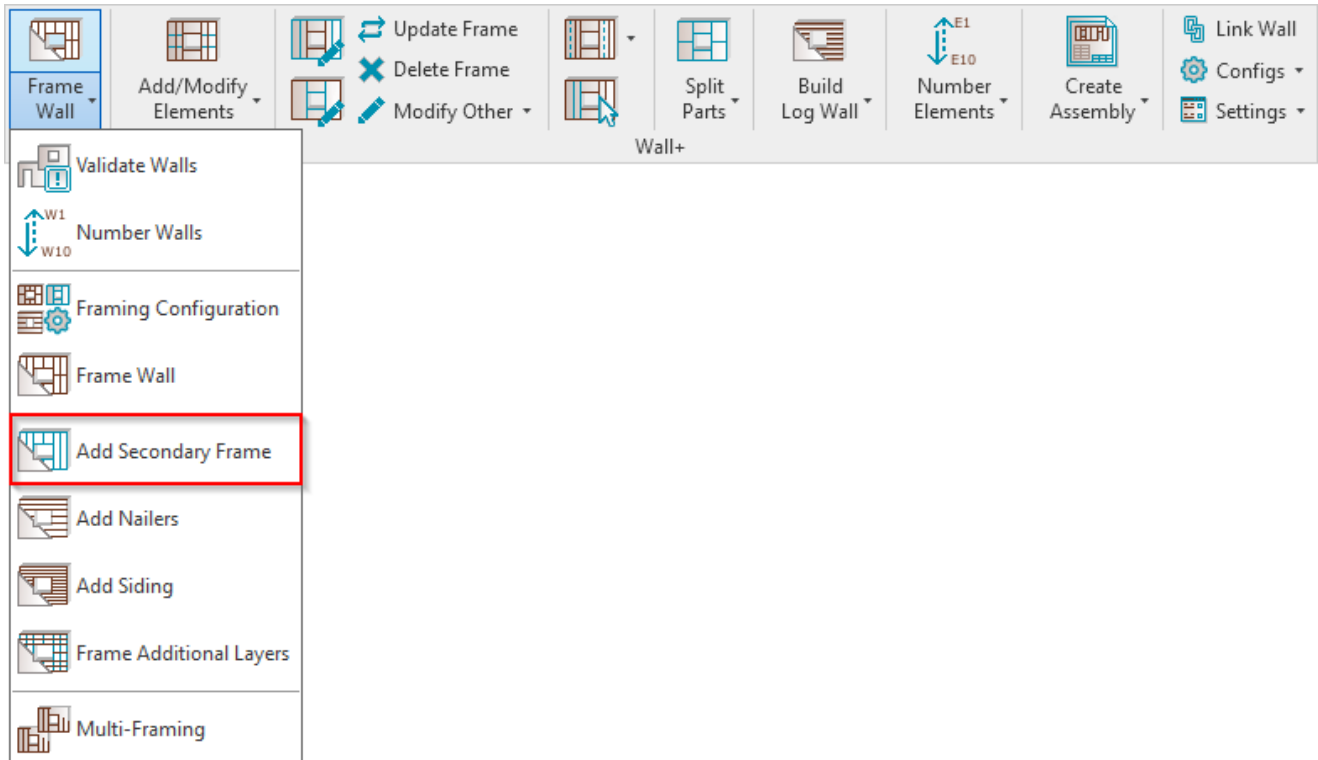 Frame
Wall
Add/Modify
Elements
Update Frame
Delete Frame
Modify Other
Split
Parts
Build
Log Wall
E1
E10
Number
Elements
Create
Assembly
Link Wall
Configs
Settings
Wall+
Validate Walls
W1
W10
Number Walls
Framing Configuration
Frame Wall
Add Secondary Frame
Add Nailers
Add Siding
Frame Additional Layers
Multi-Framing